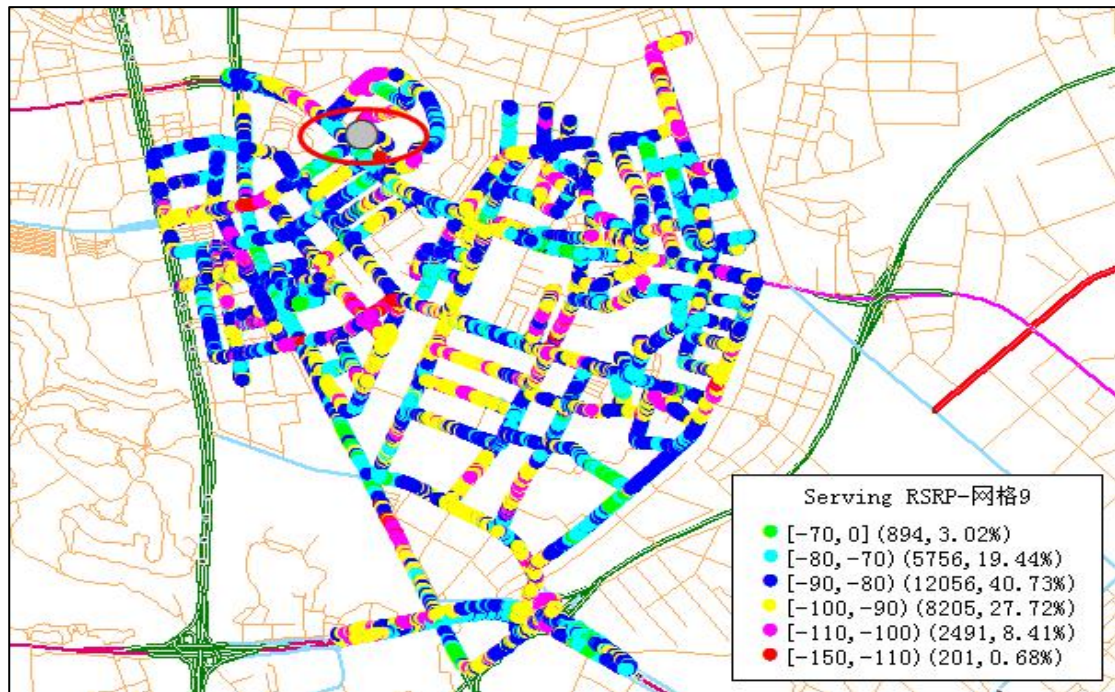 Serving RSRP-网格9
[-70, 0] (894, 3.02%)
[-80, -70) (5756, 19.44%)
[-90, -80) (12056, 40.73%)
[-100, -90) (8205, 27.72%)
[-110, -100) (2491, 8.41%)
[-150, -110) (201, 0.68%)